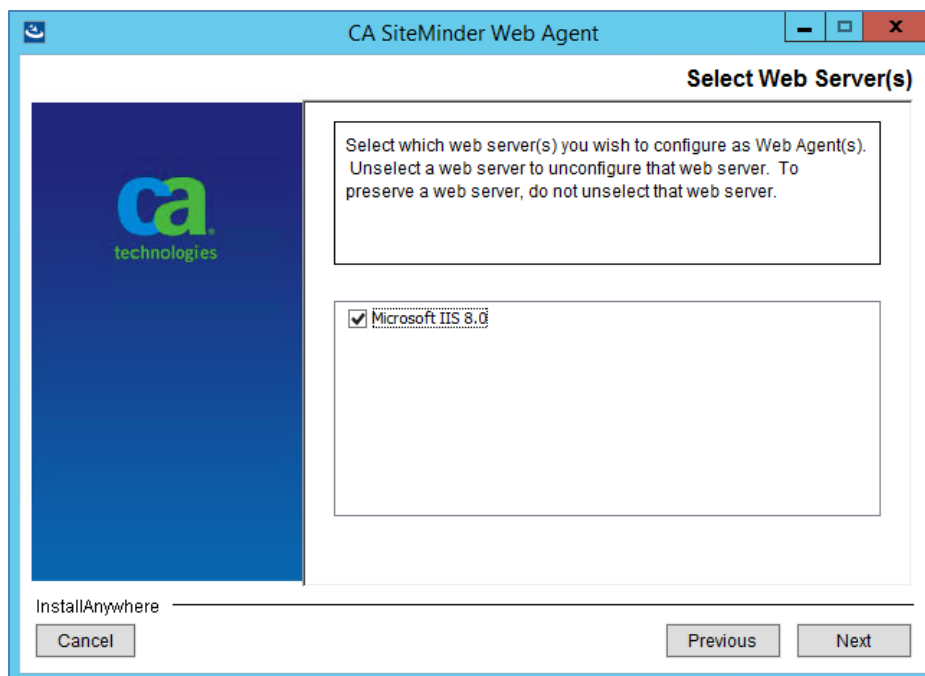 CA SiteMinder Web Agent
Select Web Server(s)
ca
technologies
Select which web server(s) you wish to configure as Web Agent(s).
Unselect a web server to unconfigure that web server. To
preserve a web server, do not unselect that web server.
Microsoft IIS 8.0
InstallAnywhere
Cancel
Previous
Next